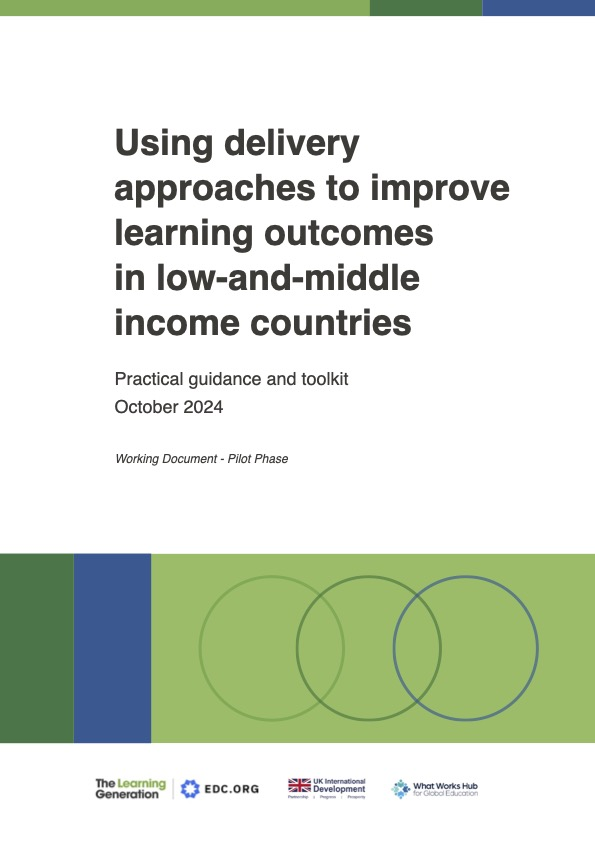 Using delivery
approaches to improve
learning outcomes
in low-and-middle
income countries
Practical guidance and toolkit
October 2024
Working Document - Pilot Phase
The Learning
Generation
EDC.ORG
UK International
Development
Partnership | Progress | Prosperity
What Works Hub
for Global Education